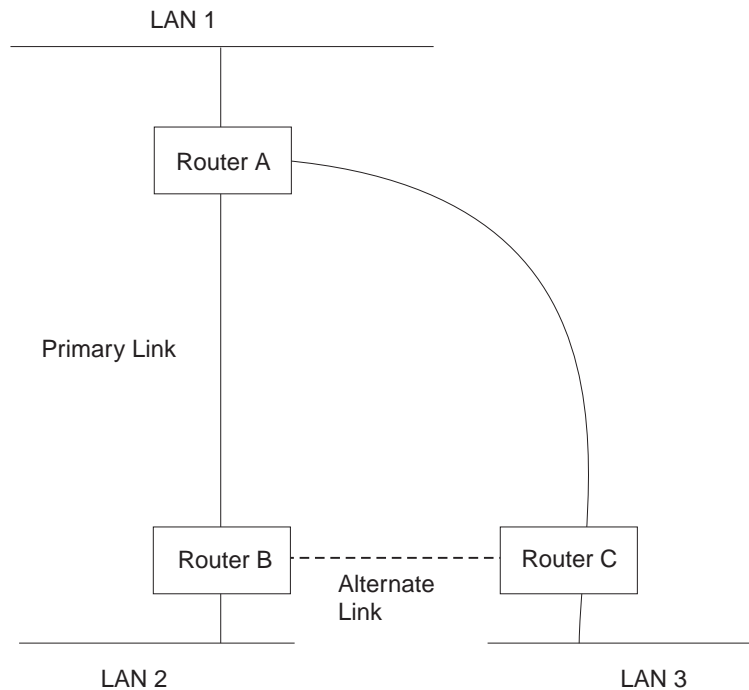 LAN 1
Router A
Primary Link
Router B
Router C
Alternate
Link
LAN 2
LAN 3